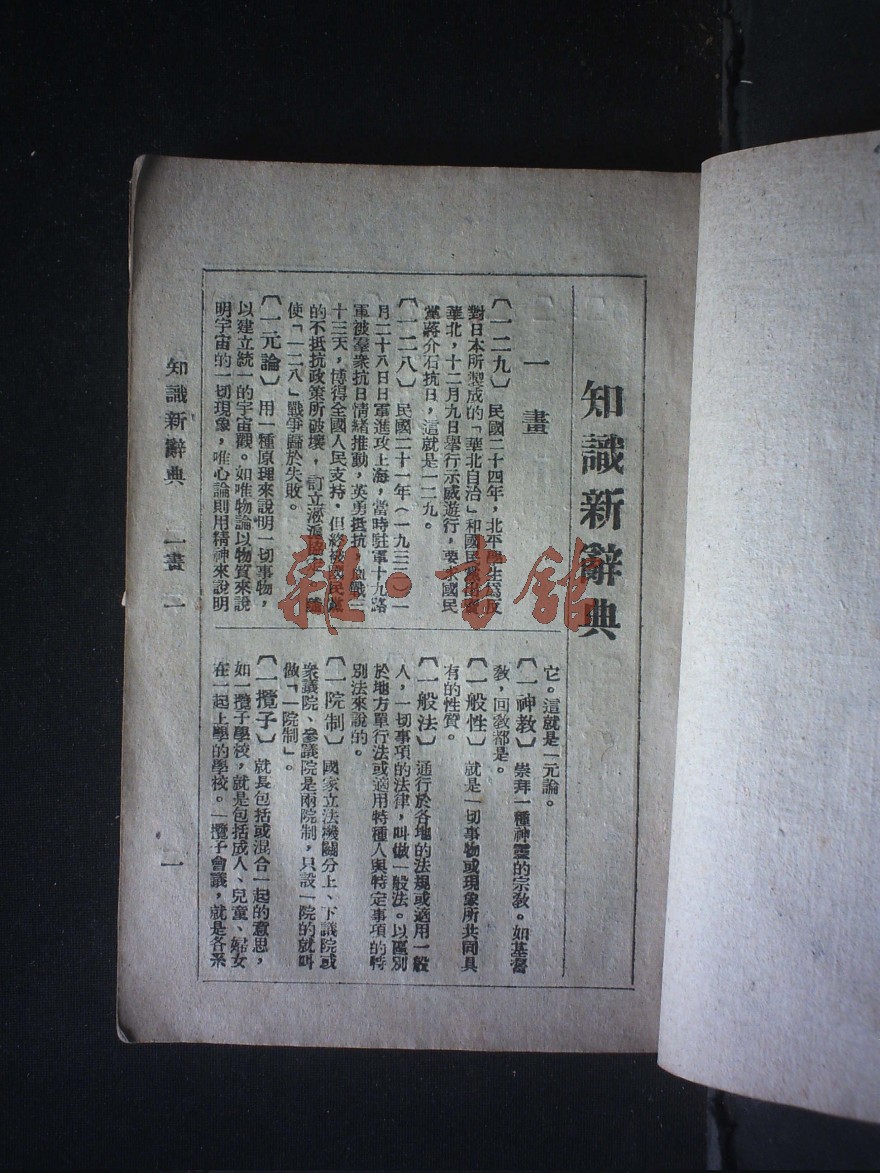 知識新辭典
一畫
〔一二九〕 民國二十四年，北平學生爲反
對日本所製成的「華北自治」和國民黨
華北，十二月九日舉行示威遊行，要求國民
黨蔣介石抗日，這就是一二九。
〔一二八〕 民國二十一年（一九三二）一
月二十八日日軍進攻上海，當時駐軍十九路
軍被羣衆抗日情緒推動，英勇抵抗，血戰三
十三天，博得全國人民支持，但終被國民黨
的不抵抗政策所破壞，訂立淞滬
使「一二八」戰爭歸於失敗。
〔一元論〕 用一種原理來說明一切事物，
以建立統一的宇宙觀。如唯物論以物質來說
明宇宙的一切現象，唯心論則用精神來說明
它。這就是一元論。
〔一神教〕 崇拜一種神靈的宗教。如基督
教，回教都是。
〔一般性〕 就是一切事物或現象所共同具
有的性質。
〔一般法〕 通行於各地的法規或適用一般
人，一切事項的法律，叫做一般法。以區別
於地方單行法或適用特種人與特定事項的特
別法來說的。
〔一院制〕 國家立法機關分上、下議院或
衆議院、參議院是兩院制，只設一院的就叫
做「一院制」。
〔一攬子〕 就是包括或混合一起的意思，
如一攬子學校，就是包括成人、兒童、婦女
在一起上學的學校。一攬子會議，就是各系
知識新辭典 一畫 一
一
雜·書館